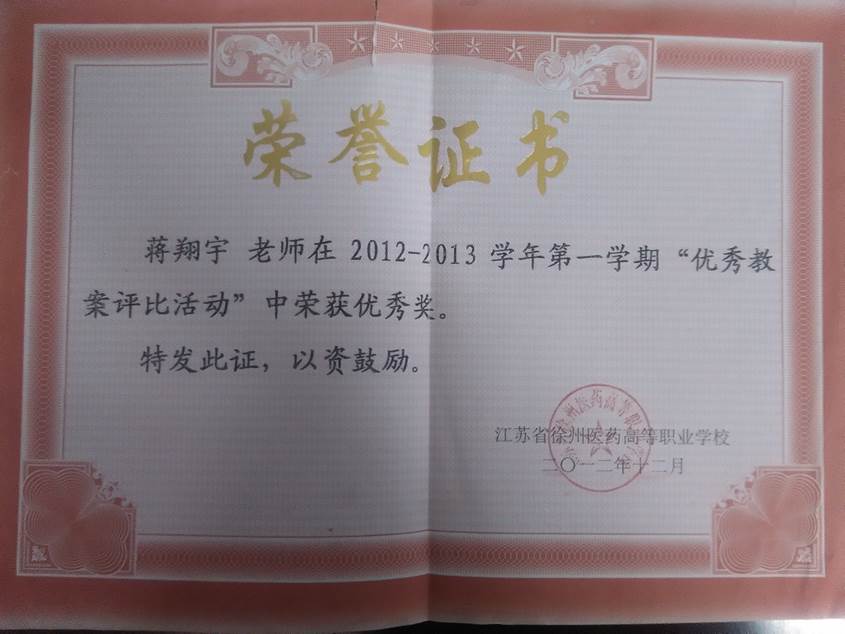 荣誉证书
蒋翔宇 老师在 2012-2013 学年第一学期“优秀教
案评比活动”中荣获优秀奖。
特发此证，以资鼓励。
江苏省徐州医药高等职业学校
二〇一二年十二月